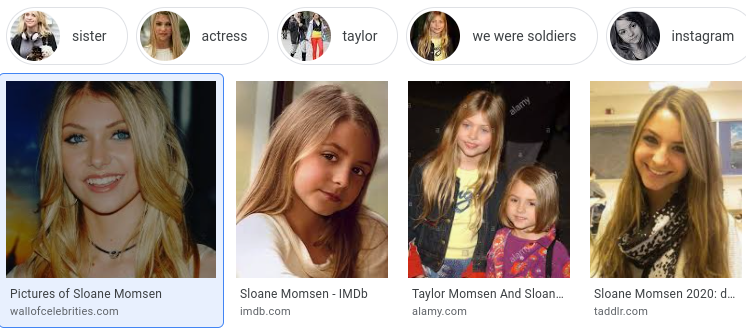 sister
actress
taylor
we were soldiers
instagram
alamy
alamy
Pictures of Sloane Momsen
wallofcelebrities.com
Sloane Momsen - IMDb
imdb.com
Taylor Momsen And Sloan...
alamy.com
Sloane Momsen 2020: d...
taddlr.com